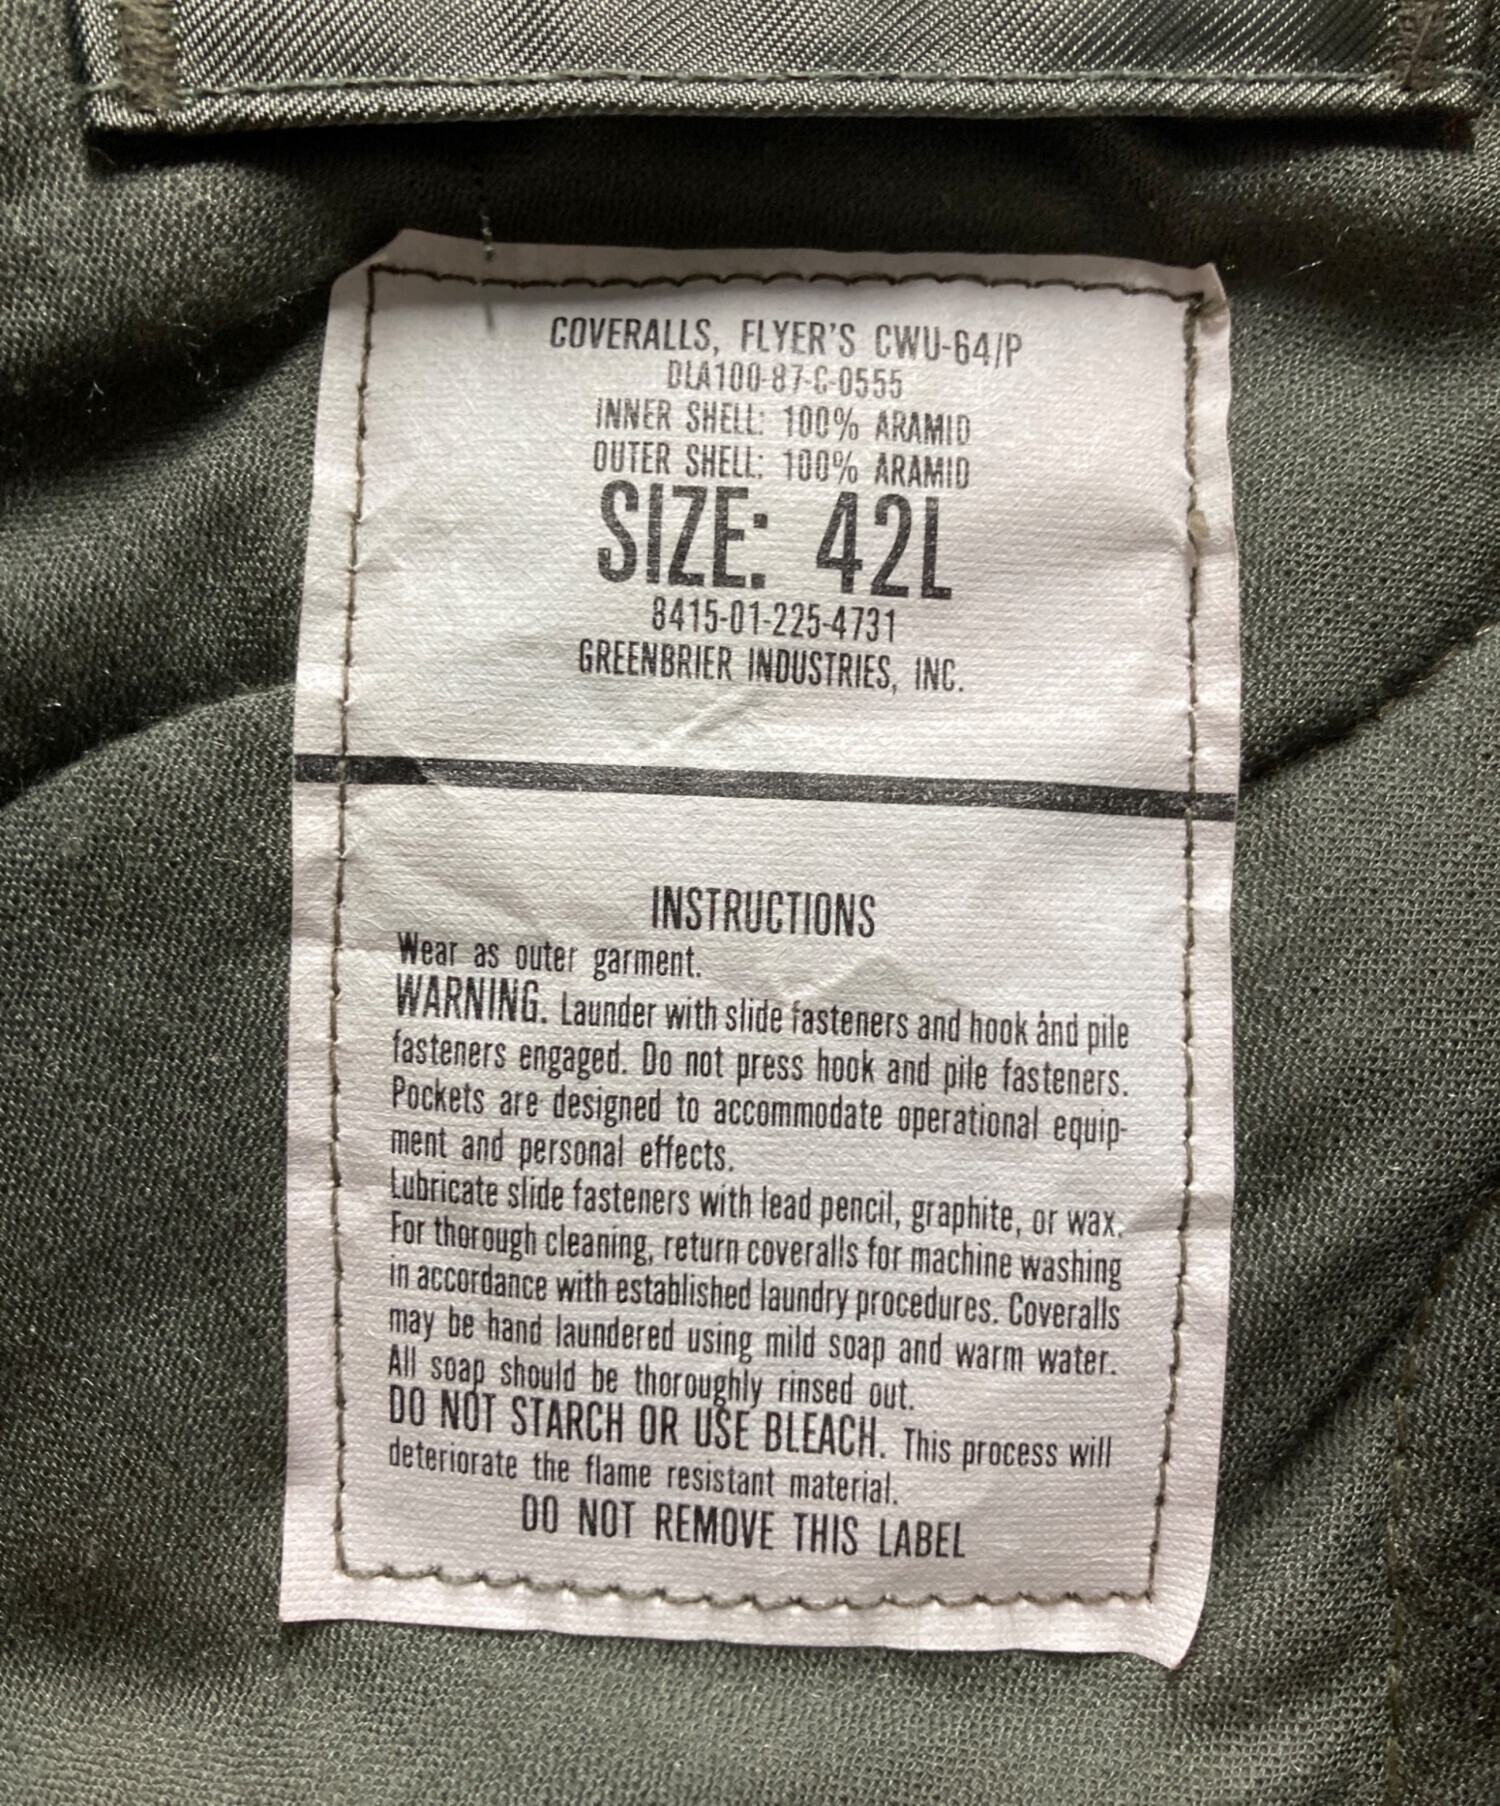 COVERALLS, FLYER'S CWU-64/P
DLA100-87-C-0555
INNER SHELL: 100% ARAMID
OUTER SHELL: 100% ARAMID
SIZE: 42L
8415-01-225-4731
GREENBRIER INDUSTRIES, INC.
INSTRUCTIONS
Wear as outer garment.
WARNING. Launder with slide fasteners and hook and pile
fasteners engaged. Do not press hook and pile fasteners.
Pockets are designed to accommodate operational equip-
ment and personal effects.
Lubricate slide fasteners with lead pencil, graphite, or wax.
For thorough cleaning, return coveralls for machine washing
in accordance with established laundry procedures. Coveralls
may be hand laundered using mild soap and warm water.
All soap should be thoroughly rinsed out.
DO NOT STARCH OR USE BLEACH. This process will
deteriorate the flame resistant material.
DO NOT REMOVE THIS LABEL